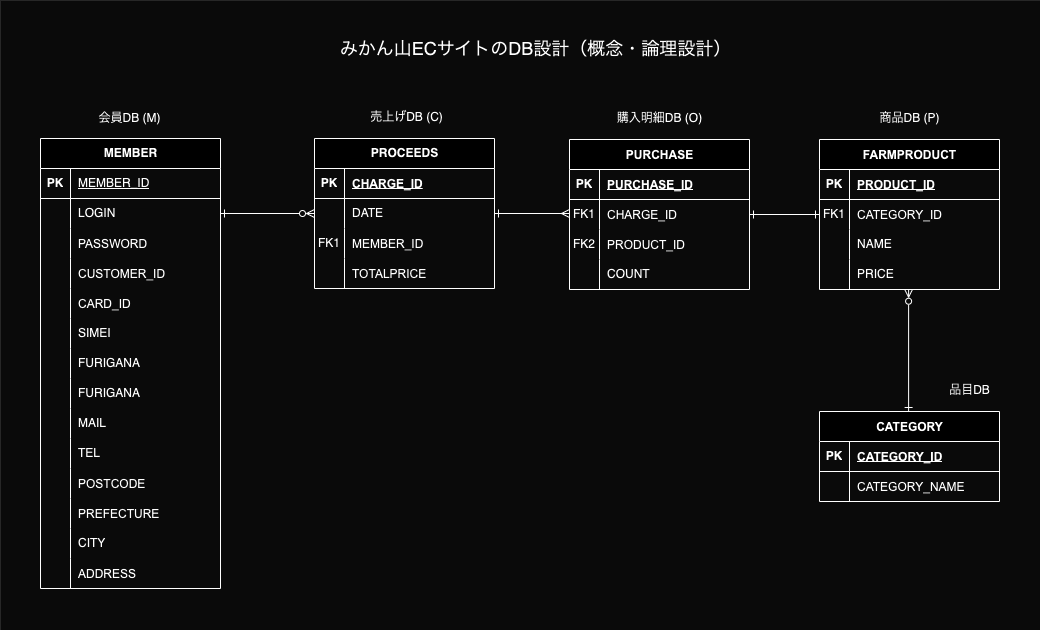 みかん山ECサイトのDB設計（概念・論理設計）
会員DB (M)
MEMBER
PK MEMBER_ID
LOGIN
PASSWORD
CUSTOMER_ID
CARD_ID
SIMEI
FURIGANA
FURIGANA
MAIL
TEL
POSTCODE
PREFECTURE
CITY
ADDRESS
売上げDB (C)
PROCEEDS
PK CHARGE_ID
DATE
FK1 MEMBER_ID
TOTALPRICE
購入明細DB (O)
PURCHASE
PK PURCHASE_ID
FK1 CHARGE_ID
FK2 PRODUCT_ID
COUNT
商品DB (P)
FARMPRODUCT
PK PRODUCT_ID
FK1 CATEGORY_ID
NAME
PRICE
品目DB
CATEGORY
PK CATEGORY_ID
CATEGORY_NAME